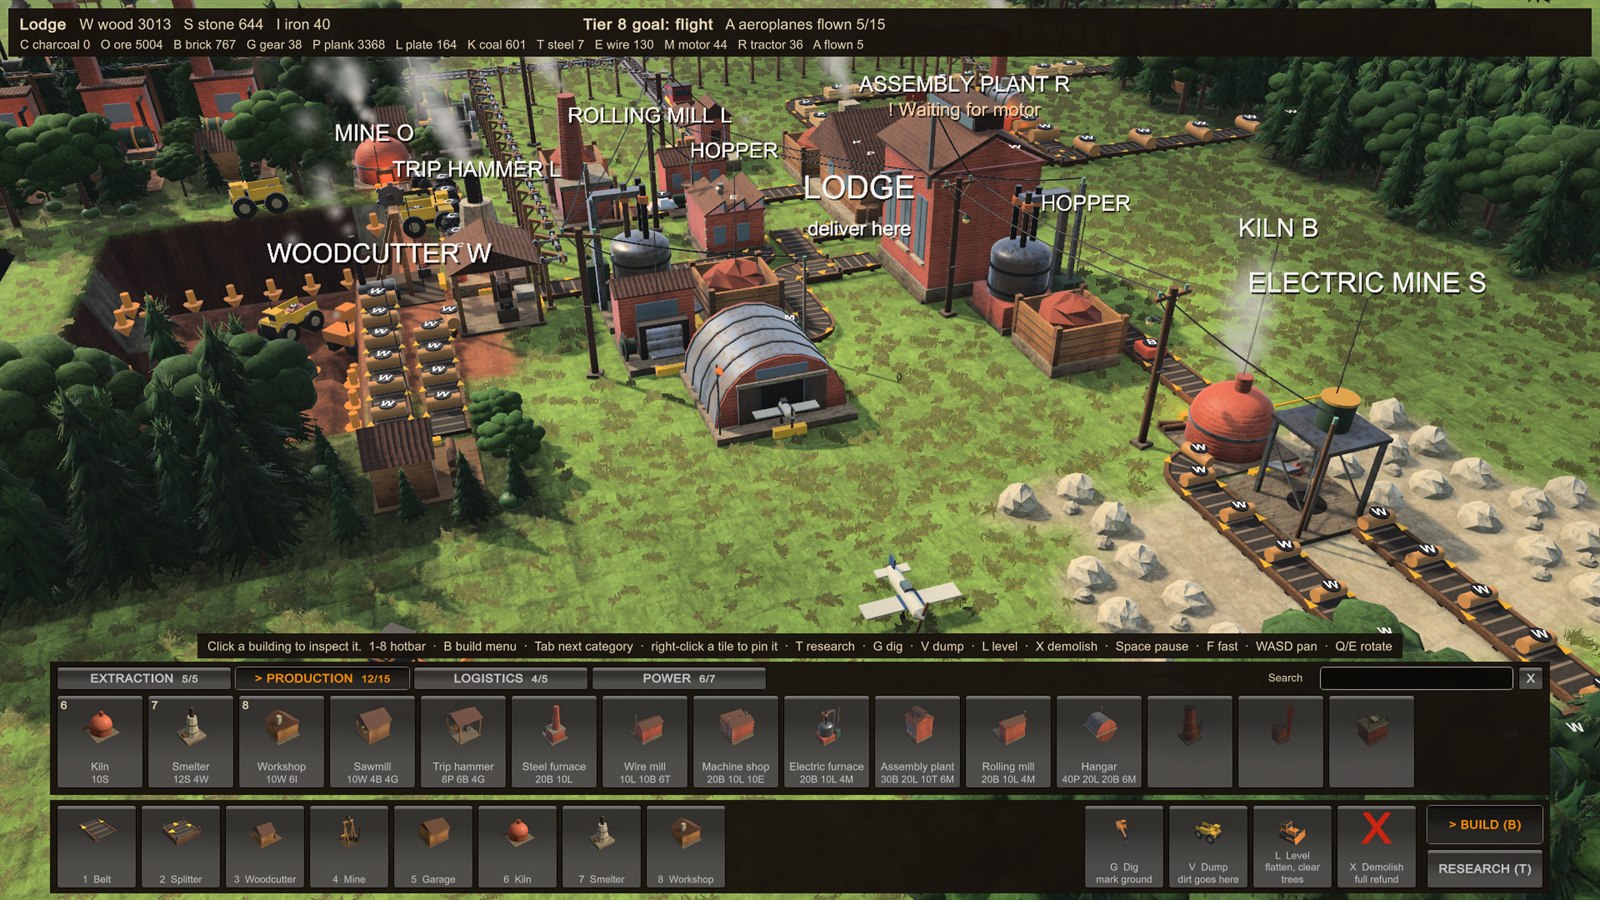 Lodge W wood 3013 S stone 644 I iron 40
Tier 8 goal: flight A aeroplanes flown 5/15
C charcoal 0 O ore 5004 B brick 767 G gear 38 P plank 3368 L plate 164 K coal 601 T steel 7 E wire 130 M motor 44 R tractor 36 A flown 5
ASSEMBLY PLANT R
! Waiting for motor
ROLLING MILL L
MINE O
HOPPER
TRIP HAMMER L
LODGE
deliver here
HOPPER
KILN B
WOODCUTTER W
ELECTRIC MINE S
Click a building to inspect it. 1-8 hotbar · B build menu · Tab next category · right-click a tile to pin it · T research · G dig · V dump · L level · X demolish · Space pause · F fast · WASD pan · Q/E rotate
EXTRACTION 5/5
> PRODUCTION 12/15
LOGISTICS 4/5
POWER 6/7
Search
X
6
Kiln
10S
7
Smelter
12S 4W
8
Workshop
10W 6I
Sawmill
10W 4B 4G
Trip hammer
8P 6B 4G
Steel furnace
20B 10L
Wire mill
10L 10B 6T
Machine shop
20B 10L 10E
Electric furnace
20B 10L 4M
Assembly plant
30B 20L 10T 6M
Rolling mill
20B 10L 4M
Hangar
40P 20L 20B 6M
1 Belt
2 Splitter
3 Woodcutter
4 Mine
5 Garage
6 Kiln
7 Smelter
8 Workshop
G Dig
mark ground
V Dump
dirt goes here
L Level
flatten, clear
trees
X Demolish
full refund
> BUILD (B)
RESEARCH (T)